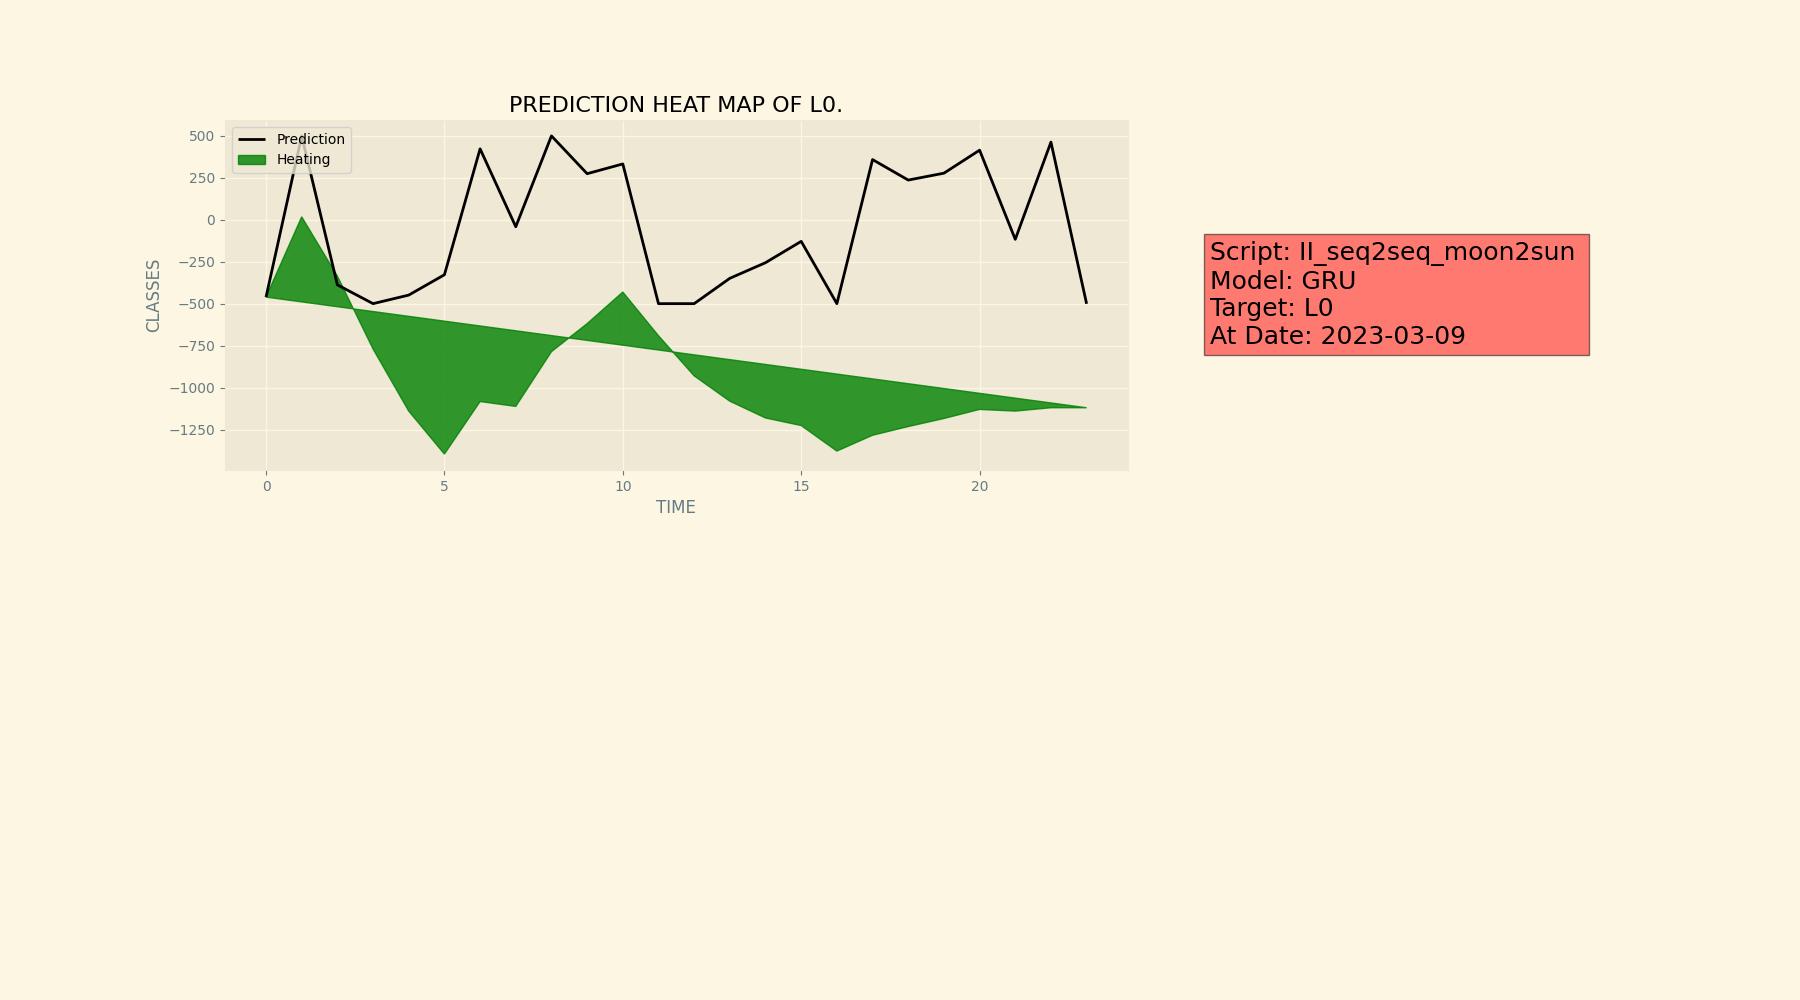 PREDICTION HEAT MAP OF L0.
Prediction
Heating
500
250
0
−250
−500
−750
−1000
−1250
CLASSES
0 5 10 15 20
TIME
Script: II_seq2seq_moon2sun
Model: GRU
Target: L0
At Date: 2023-03-09